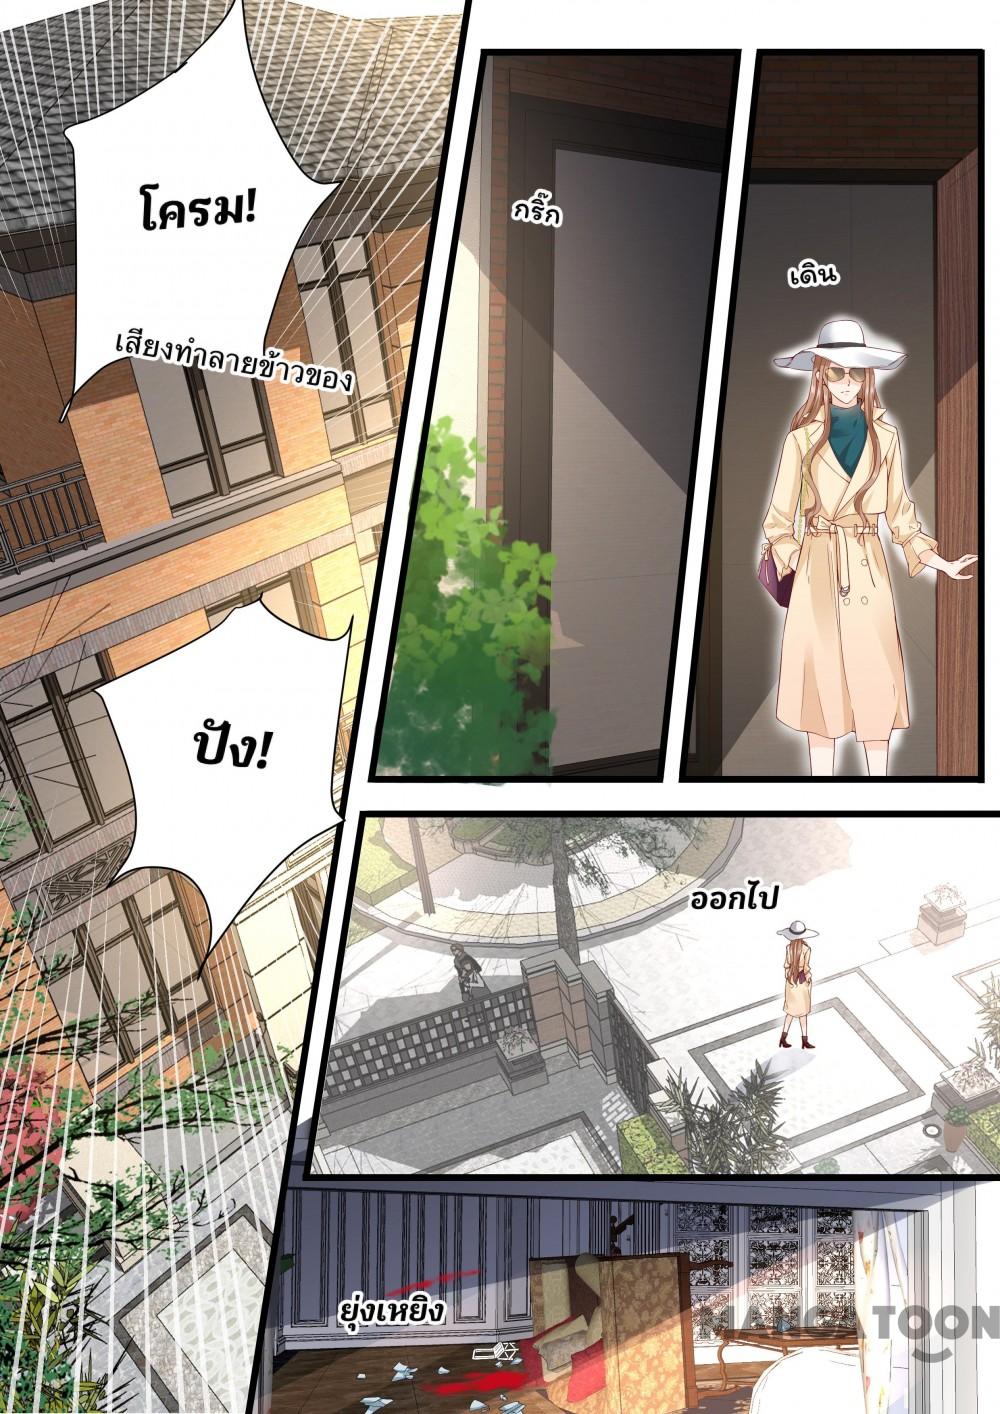 โครม!
เสียงทำลายข้าวของ
ปัง!
กริ๊ก
เดิน
ออกไป
ยุ่งเหยิง
MANGATOON